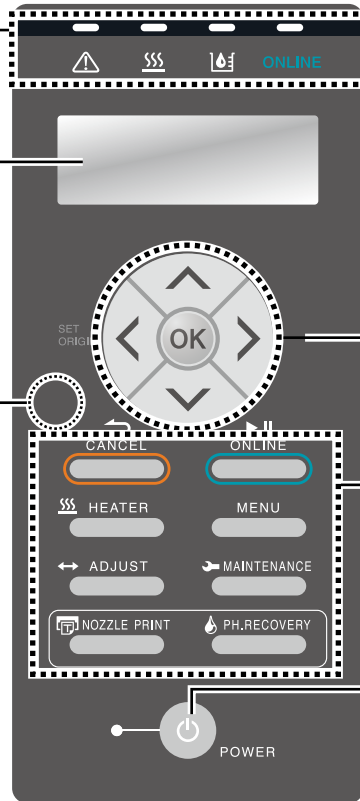 ONLINE
SET
ORIGI
OK
CANCEL ONLINE
HEATER MENU
ADJUST MAINTENANCE
T NOZZLE PRINT PH.RECOVERY
POWER